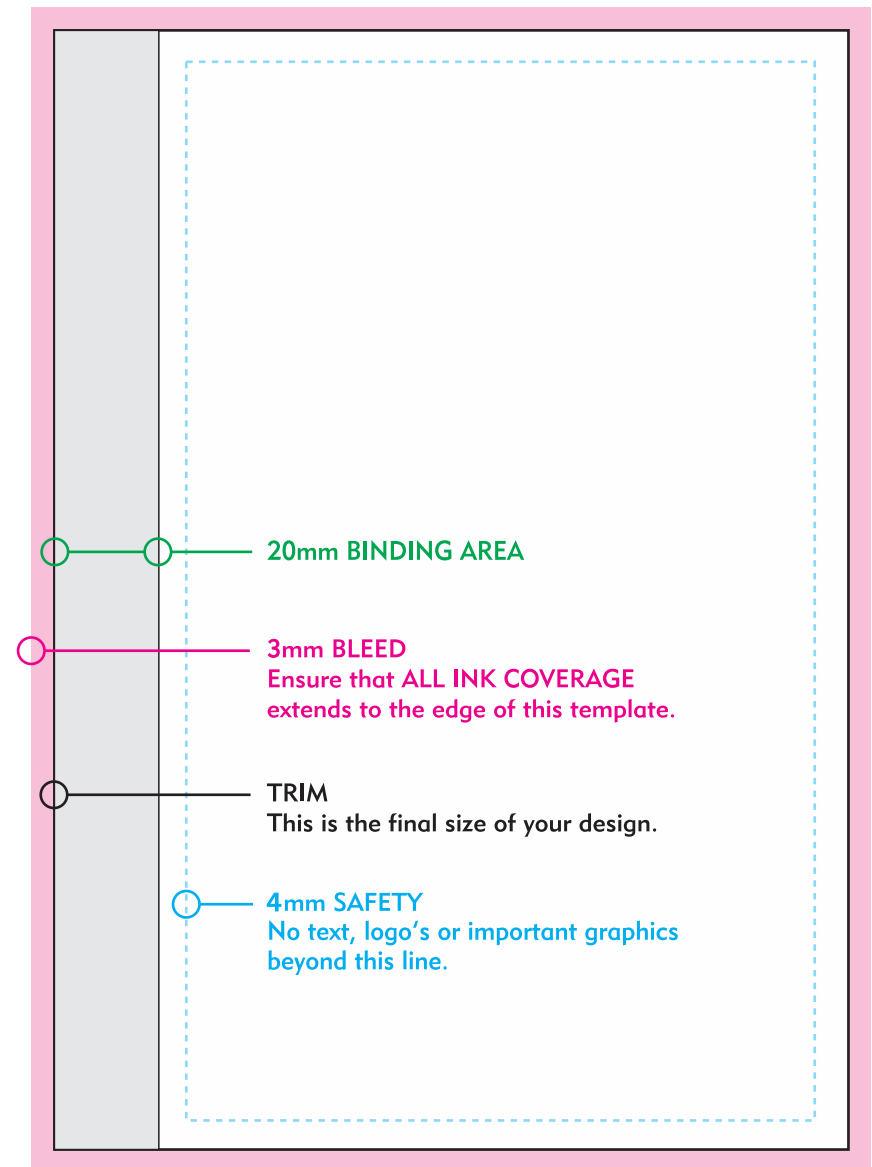 20mm BINDING AREA
3mm BLEED
Ensure that ALL INK COVERAGE
extends to the edge of this template.
TRIM
This is the final size of your design.
4mm SAFETY
No text, logo‘s or important graphics
beyond this line.